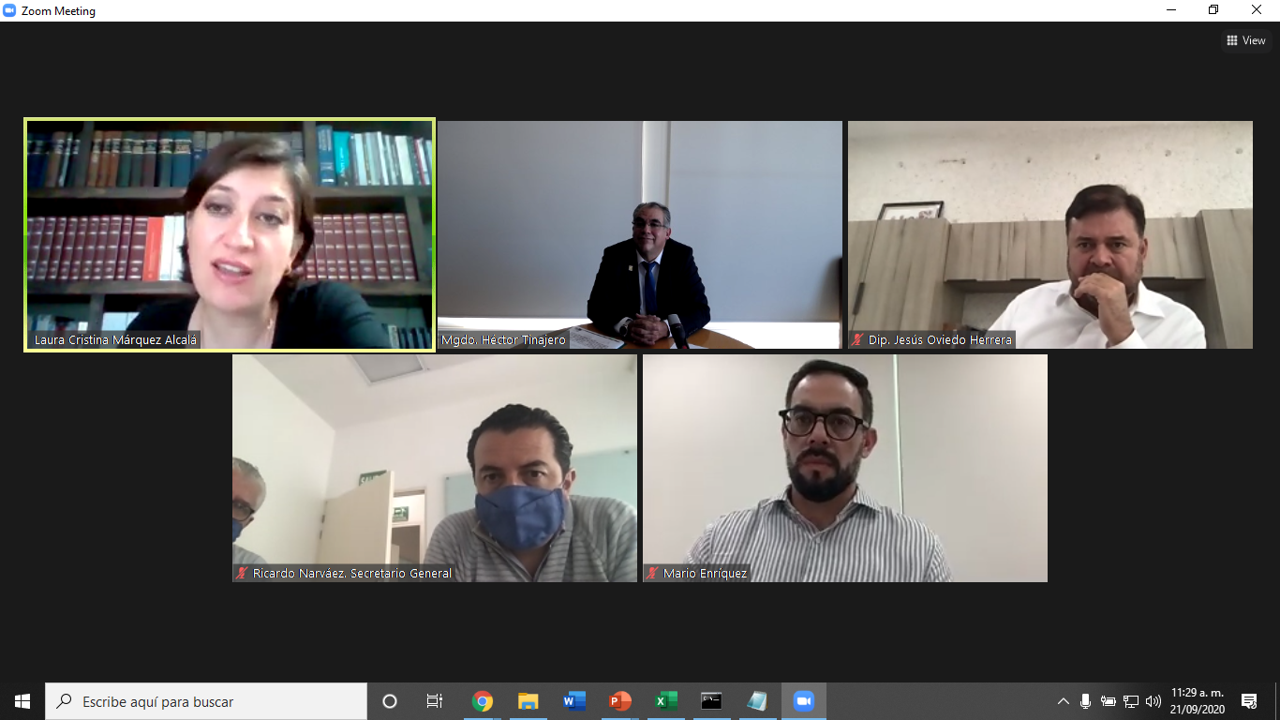 Zoom Meeting
View
Laura Cristina Márquez Alcalá
Mgdo. Héctor Tinajero
Dip. Jesús Oviedo Herrera
Ricardo Narváez. Secretario General
Mario Enríquez
Escribe aquí para buscar
11:29 a. m.
21/09/2020